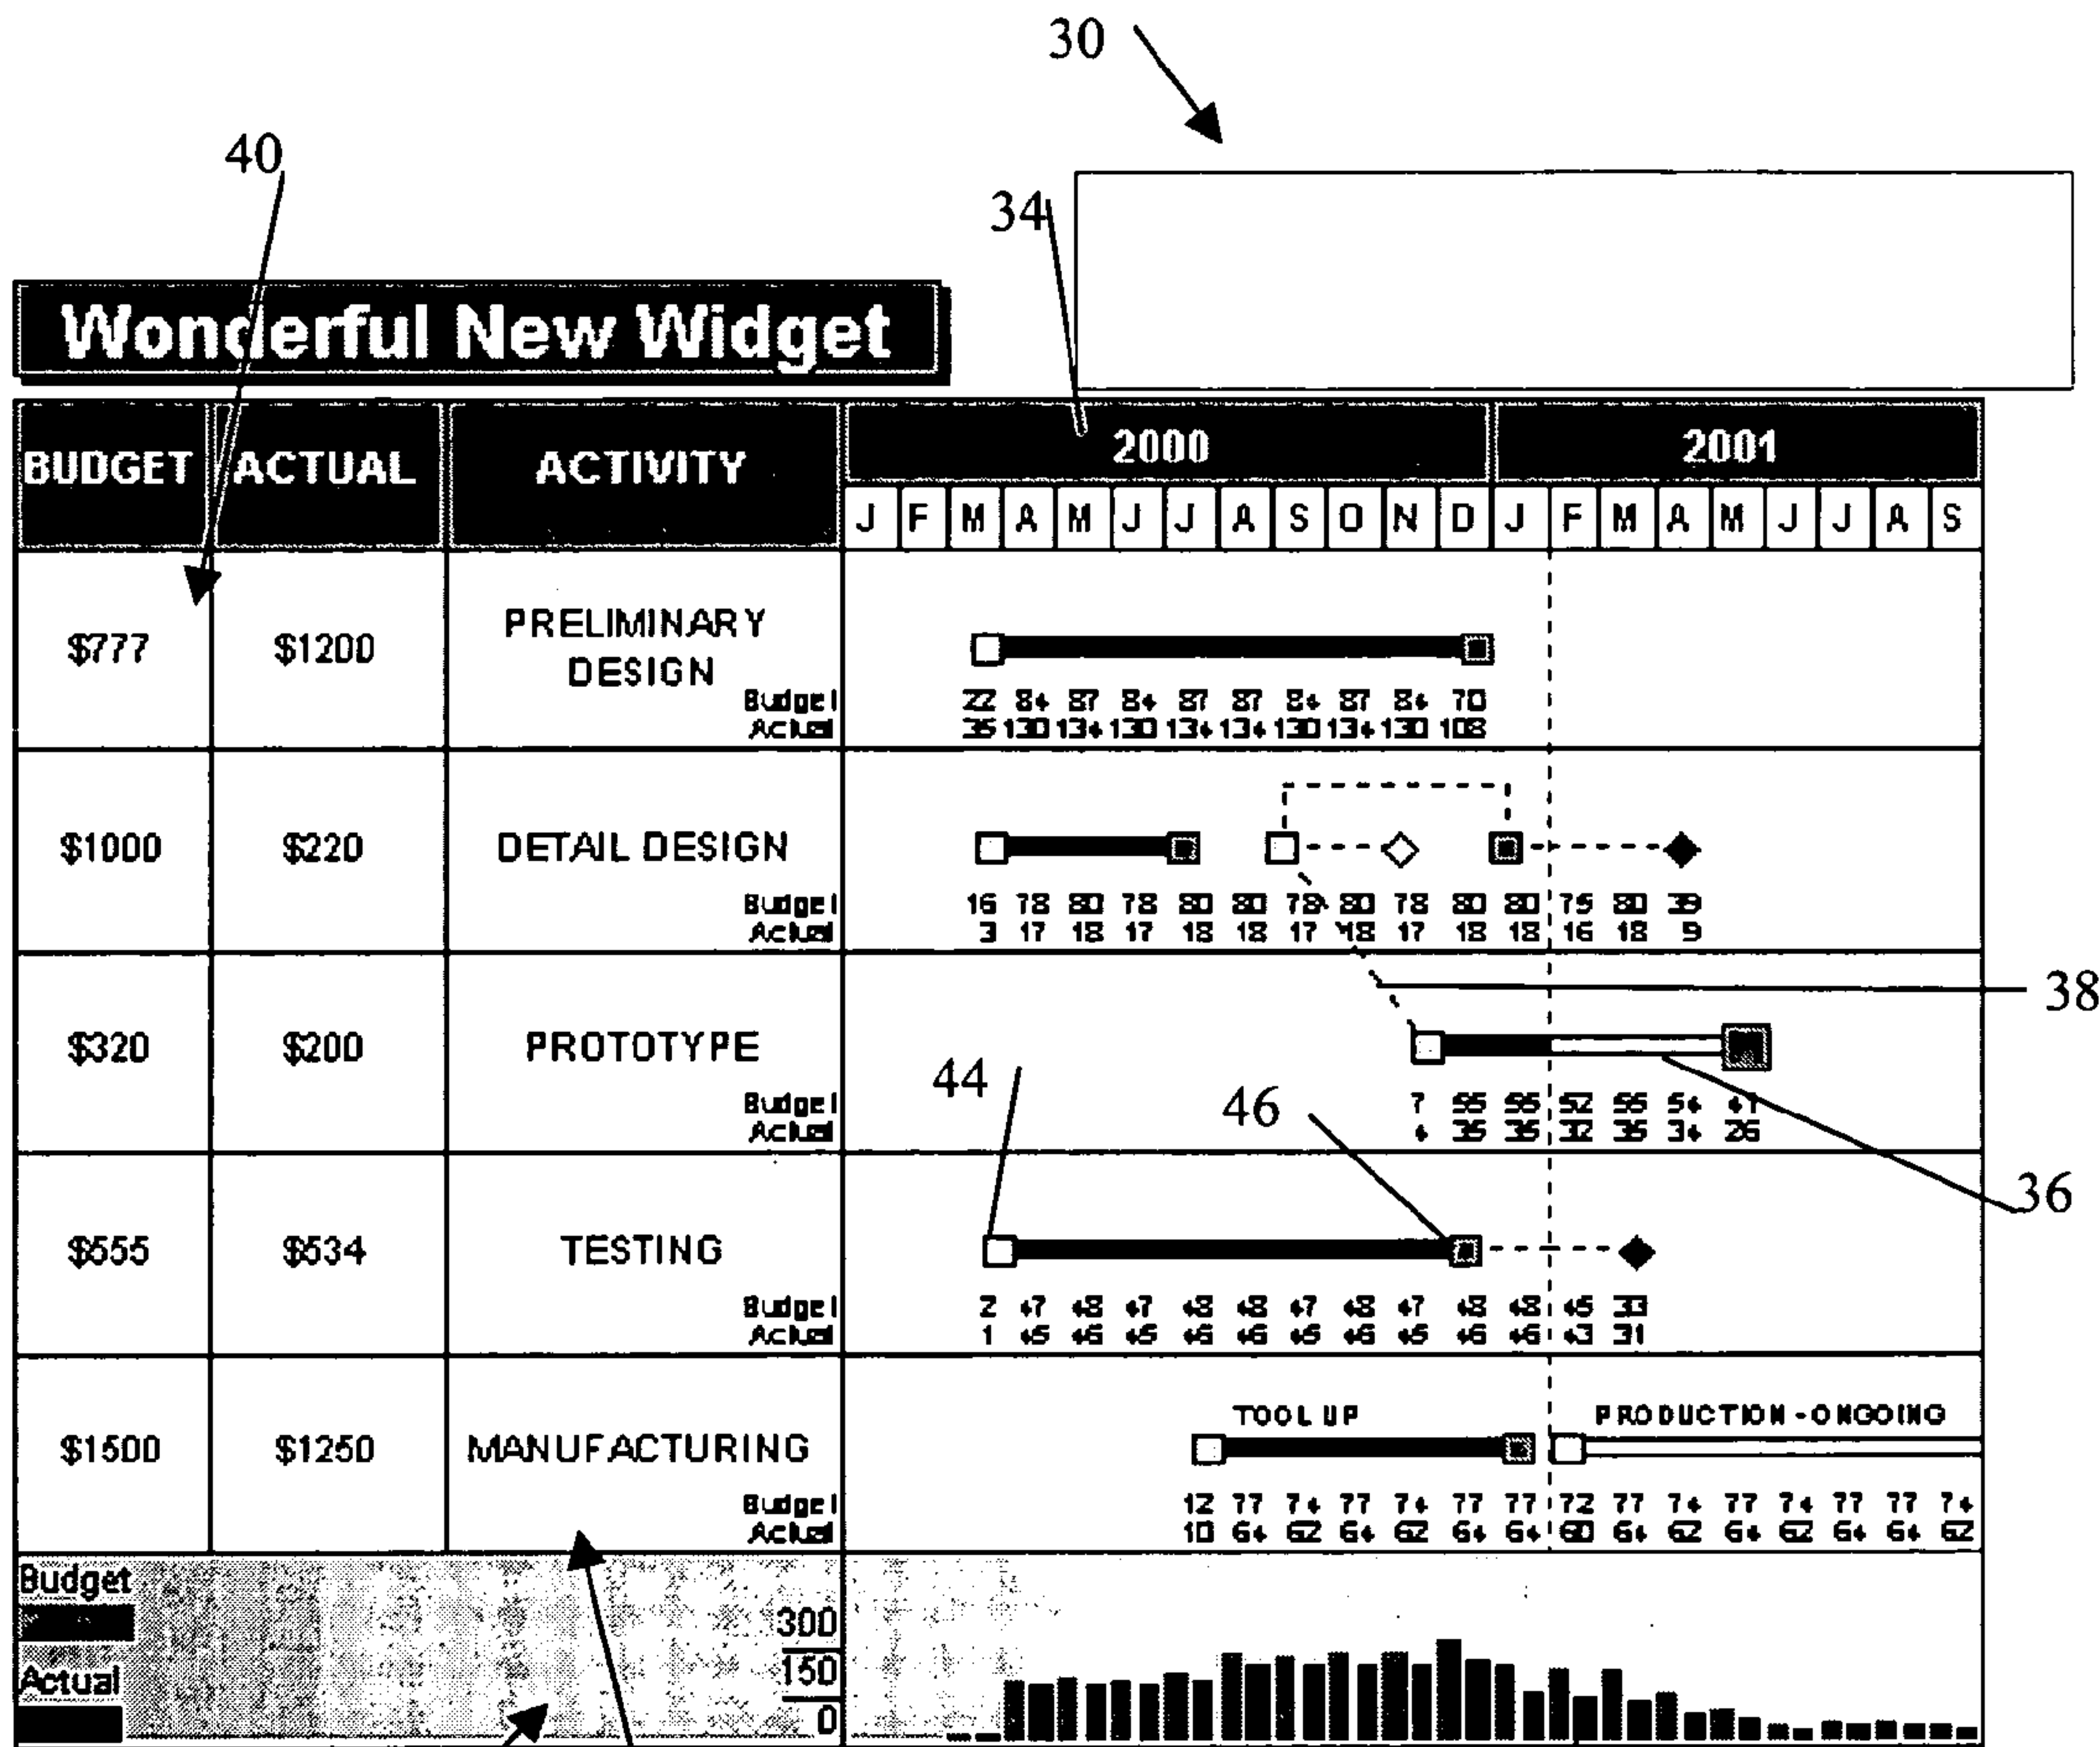 30
40
34
Wonderful New Widget
BUDGET ACTUAL ACTIVITY 2000 2001
J F M A M J J A S O N D J F M A M J J A S
$777 $1200 PRELIMINARY DESIGN
Budget 22 84 87 84 87 87 84 87 84 70
Actual 35 130 134 130 134 134 130 134 130 108
$1000 $220 DETAIL DESIGN
Budget 16 78 80 78 80 80 78 80 78 80 80 75 80 39
Actual 3 17 18 17 18 18 17 18 17 18 18 16 18 9
38
$320 $200 PROTOTYPE
44
46
Budget 7 55 55 52 55 54 41
Actual 4 35 35 32 35 34 26
36
$555 $534 TESTING
Budget 2 47 48 47 48 48 47 48 47 48 48 45 33
Actual 1 45 46 45 46 46 45 46 45 46 46 43 31
TOOL UP PRODUCTION - ONGOING
$1500 $1250 MANUFACTURING
Budget 12 77 74 77 74 77 77 72 77 74 77 74 77 77 74
Actual 10 64 62 64 62 64 64 60 64 62 64 62 64 64 62
Budget
300
150
Actual
0